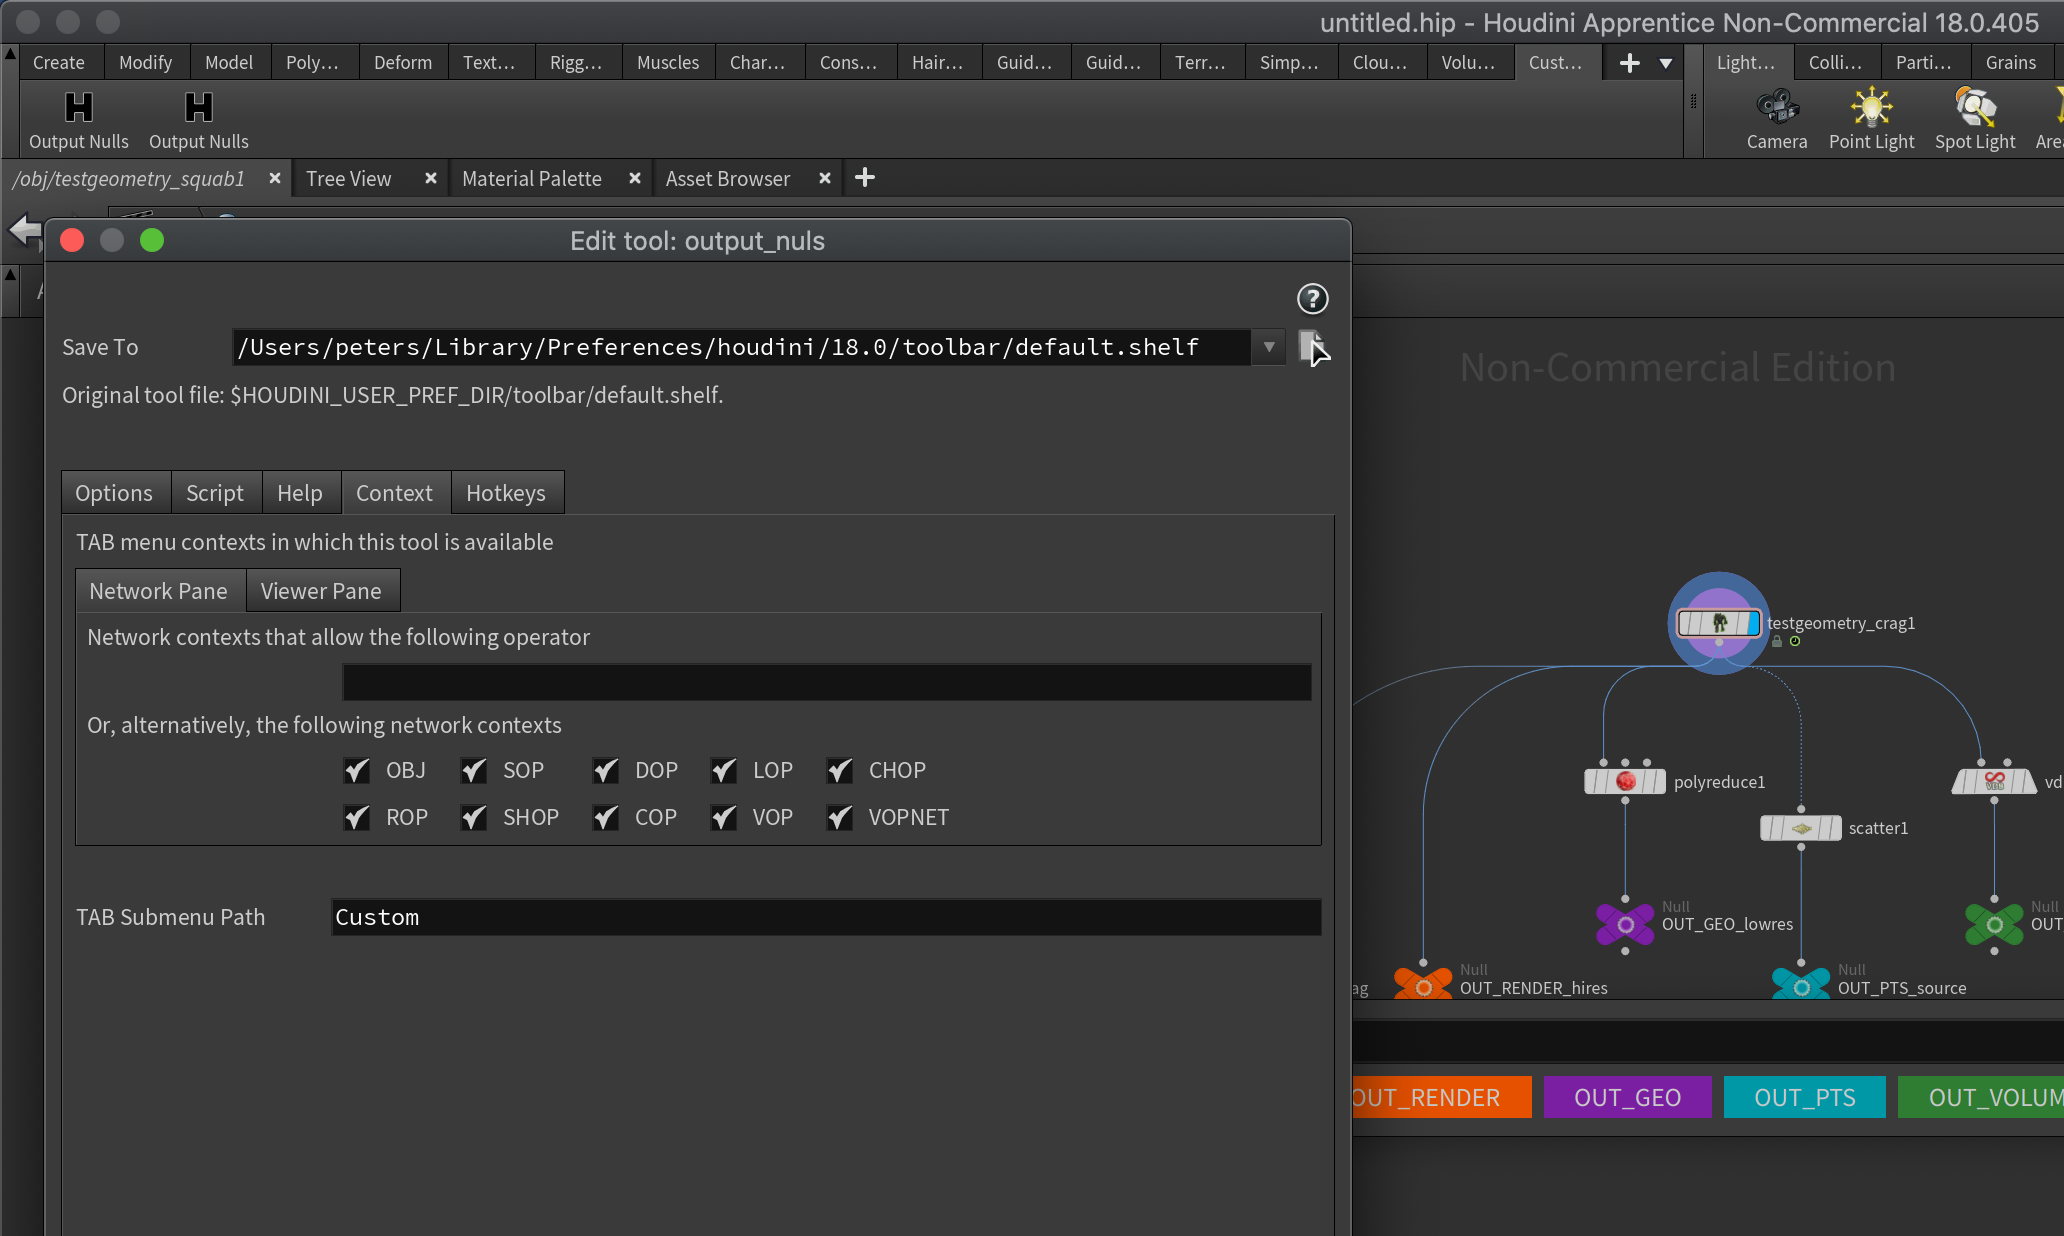 untitled.hip - Houdini Apprentice Non-Commercial 18.0.405
Create Modify Model Poly... Deform Text... Rigg... Muscles Char... Cons... Hair... Guid... Guid... Terr... Simp... Clou... Volu... Cust... Light... Colli... Parti... Grains
Output Nulls Output Nulls Camera Point Light Spot Light
/obj/testgeometry_squab1 Tree View Material Palette Asset Browser
Edit tool: output_nuls
?
Save To /Users/peters/Library/Preferences/houdini/18.0/toolbar/default.shelf
Non-Commercial Edition
Original tool file: $HOUDINI_USER_PREF_DIR/toolbar/default.shelf.
Options Script Help Context Hotkeys
TAB menu contexts in which this tool is available
Network Pane Viewer Pane
Network contexts that allow the following operator
testgeometry_crag1
Or, alternatively, the following network contexts
OBJ SOP DOP LOP CHOP
polyreduce1
ROP SHOP COP VOP VOPNET
scatter1
TAB Submenu Path Custom
Null
OUT_GEO_lowres
Null
OUT_RENDER_hires
Null
OUT_PTS_source
Null
OUT_RENDER OUT_GEO OUT_PTS OUT_VOLUM